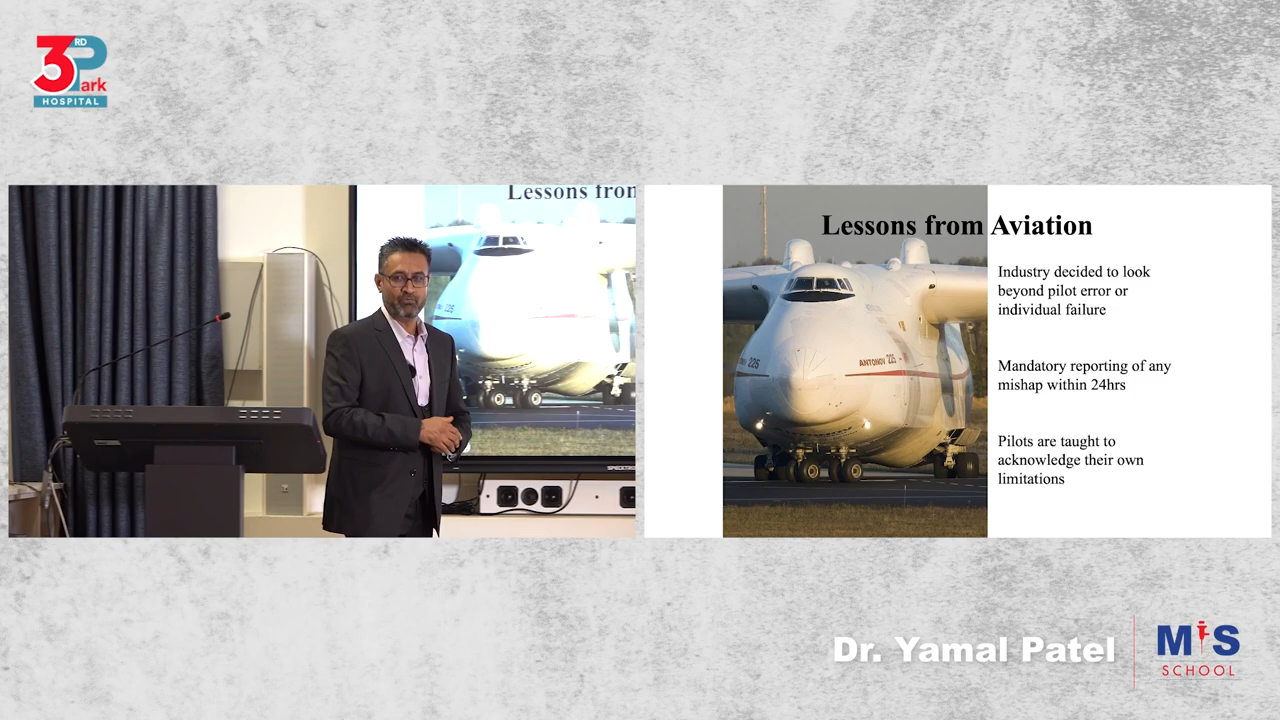 3RD Park
HOSPITAL
Lessons from
Lessons from Aviation
Industry decided to look
beyond pilot error or
individual failure
Mandatory reporting of any
mishap within 24hrs
Pilots are taught to
acknowledge their own
limitations
ANTONOV 225
225
Dr. Yamal Patel
MIS
SCHOOL